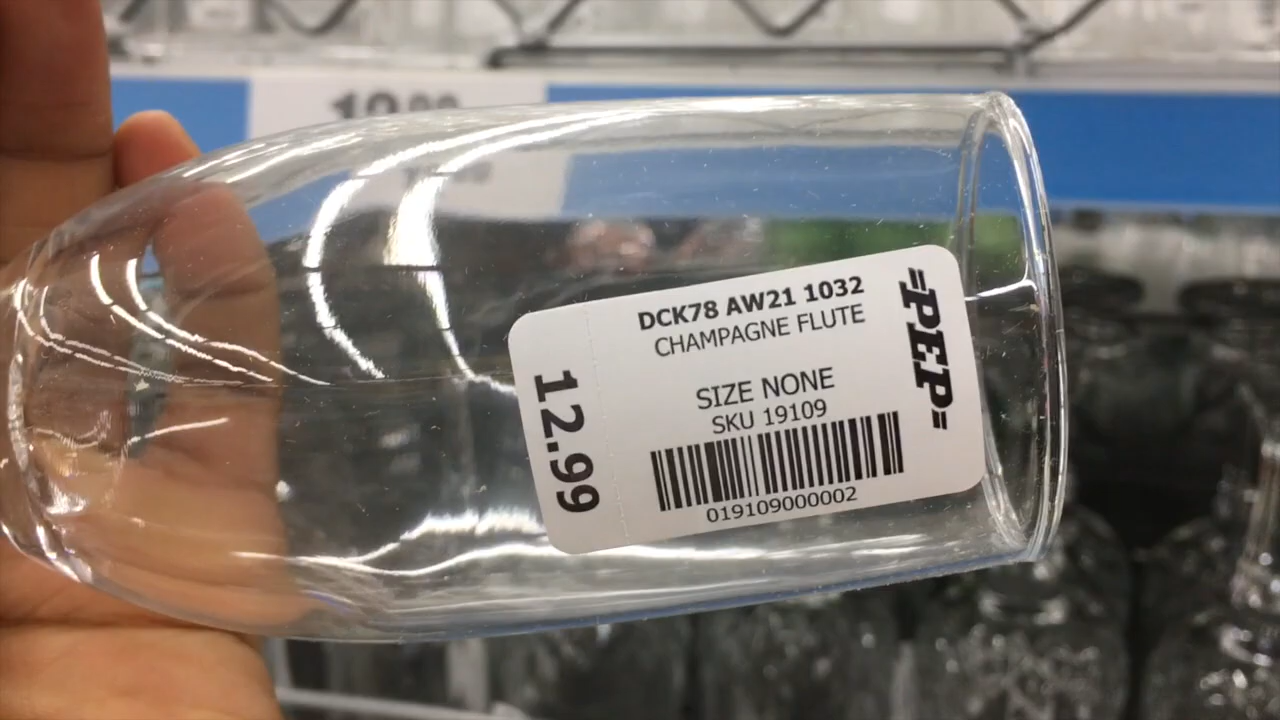 DCK78 AW21 1032
CHAMPAGNE FLUTE
SIZE NONE
SKU 19109
019109000002
12.99
PEP